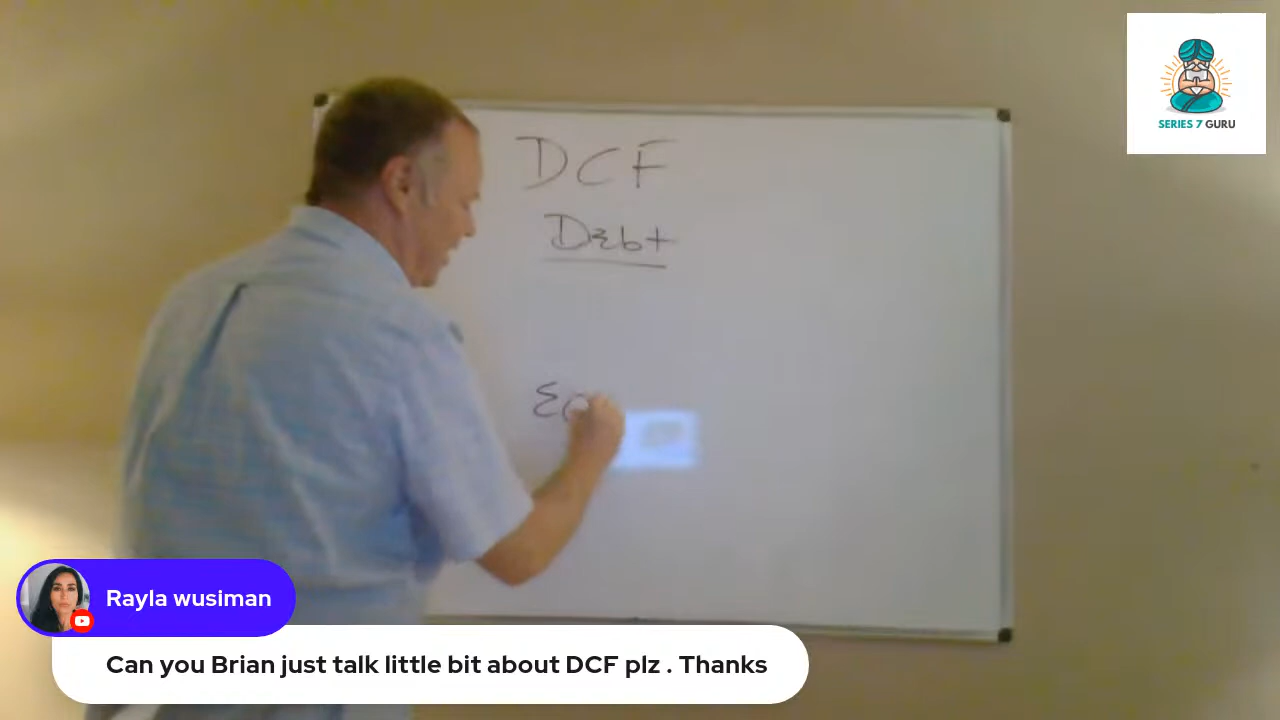 DCF
Debt
SERIES 7 GURU
Rayla wusiman
Can you Brian just talk little bit about DCF plz . Thanks